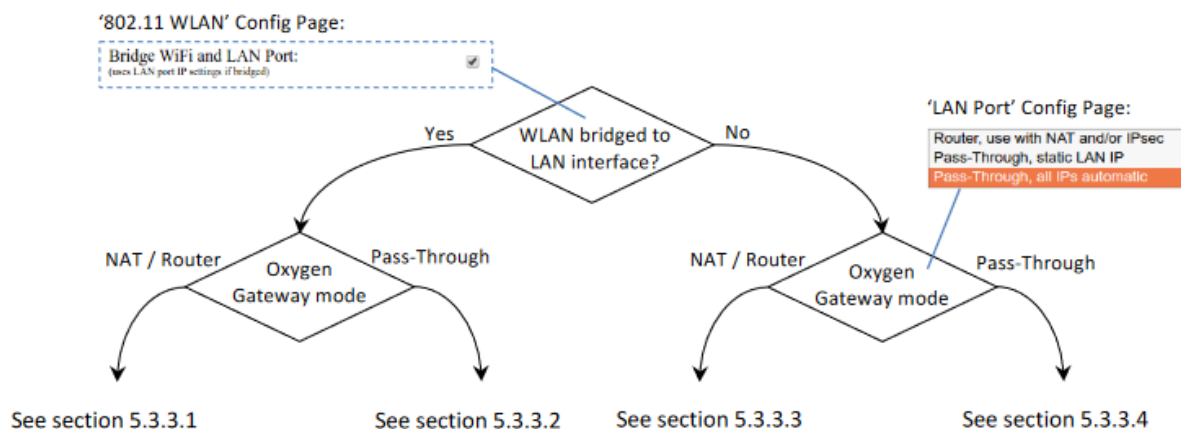 ‘802.11 WLAN’ Config Page:
Bridge WiFi and LAN Port:
(uses LAN port IP settings if bridged)
‘LAN Port’ Config Page:
Router, use with NAT and/or IPsec
Pass-Through, static LAN IP
Pass-Through, all IPs automatic
Yes
WLAN bridged to
LAN interface?
No
NAT / Router
Oxygen
Gateway mode
Pass-Through
NAT / Router
Oxygen
Gateway mode
Pass-Through
See section 5.3.3.1
See section 5.3.3.2
See section 5.3.3.3
See section 5.3.3.4